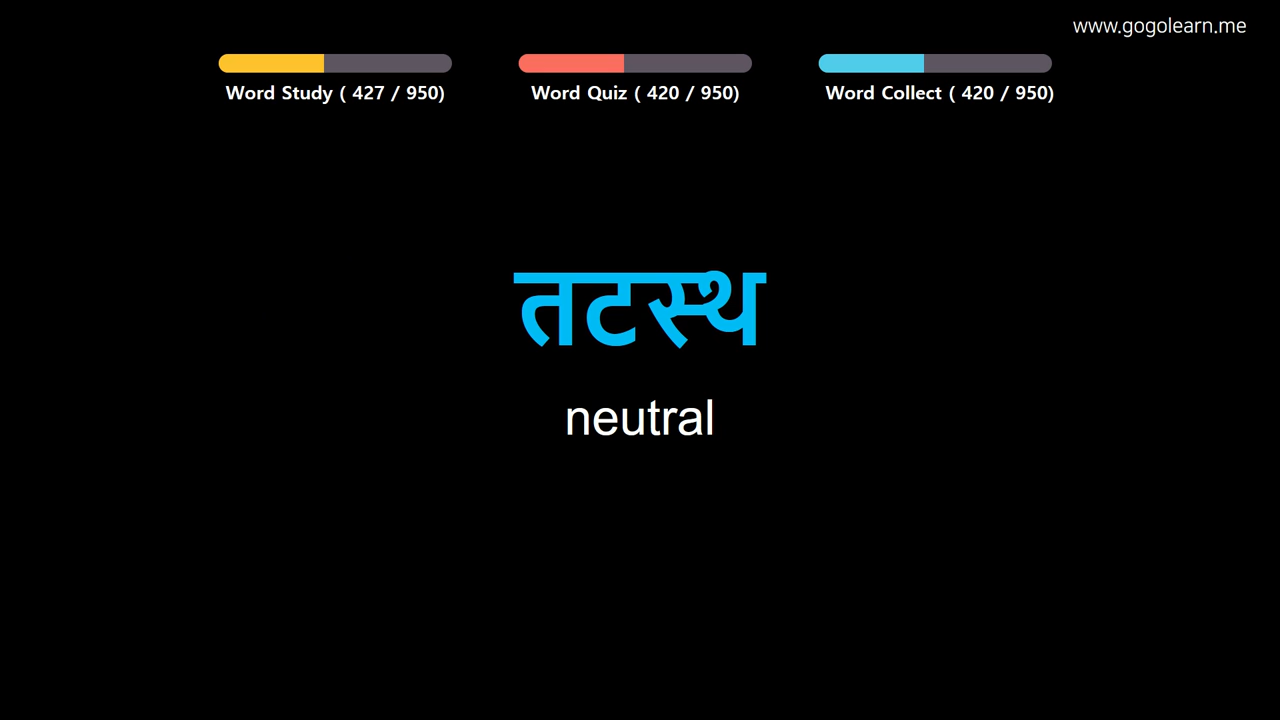 www.gogolearn.me
Word Study ( 427 / 950)
Word Quiz ( 420 / 950)
Word Collect ( 420 / 950)
तटस्थ
neutral